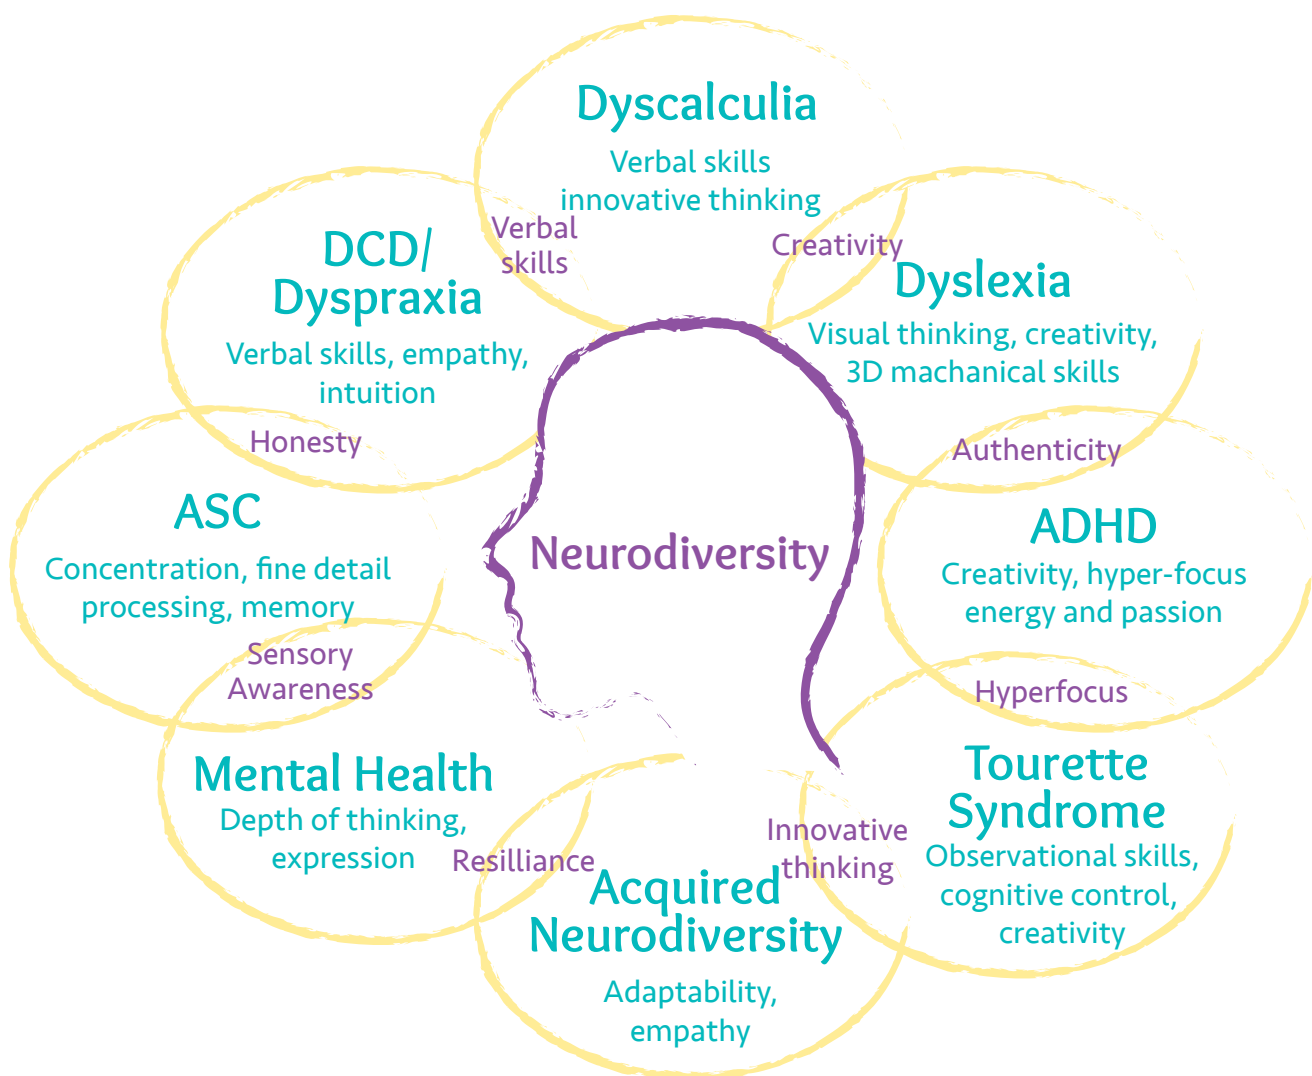 Dyscalculia
Verbal skills
innovative thinking
Verbal
skills
Creativity
DCD/
Dyspraxia
Verbal skills, empathy,
intuition
Dyslexia
Visual thinking, creativity,
3D machanical skills
Honesty
Authenticity
ASC
Concentration, fine detail
processing, memory
Neurodiversity
ADHD
Creativity, hyper-focus
energy and passion
Sensory
Awareness
Hyperfocus
Mental Health
Depth of thinking,
expression
Resilliance
Innovative
thinking
Tourette
Syndrome
Observational skills,
cognitive control,
creativity
Acquired
Neurodiversity
Adaptability,
empathy